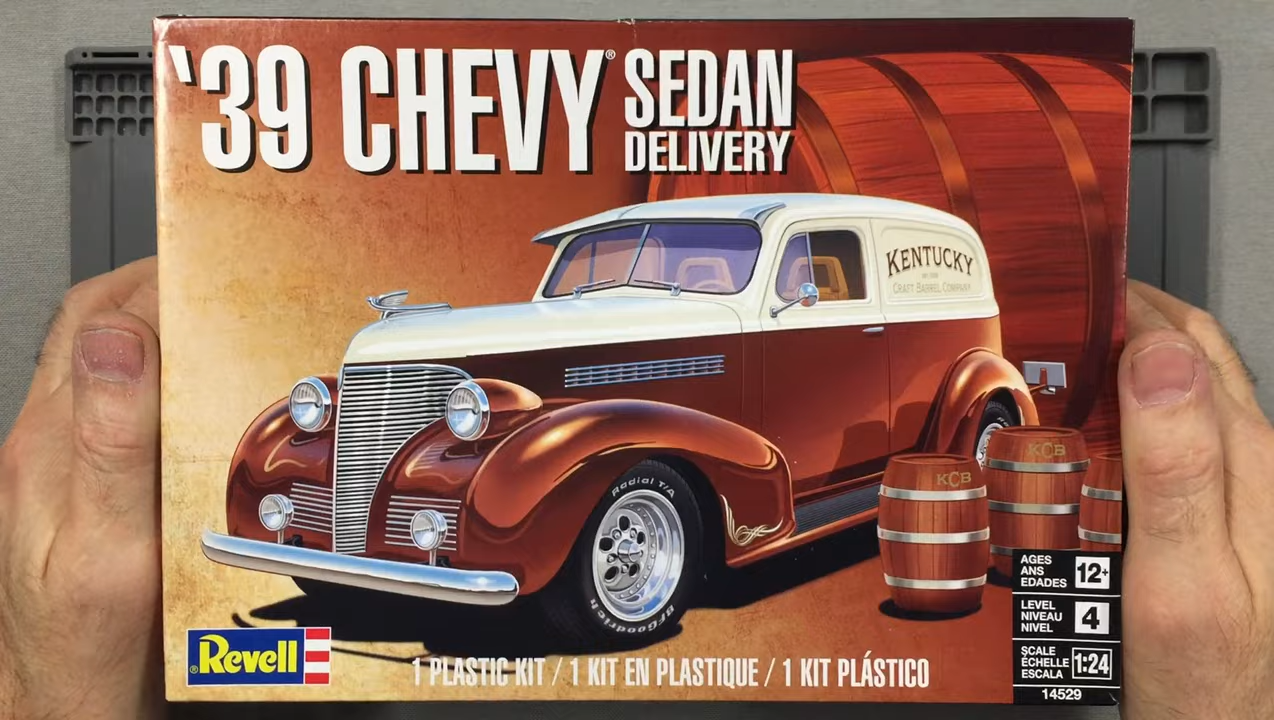 '39 CHEVY®
SEDAN
DELIVERY
KENTUCKY
CRAFT BARREL COMPANY
Radial T/A
BFGoodrich
KCB
KCB
AGES
ANS
EDADES
12+
LEVEL
NIVEAU
NIVEL
4
SCALE
ÉCHELLE
ESCALA
1:24
14529
Revell
1 PLASTIC KIT / 1 KIT EN PLASTIQUE / 1 KIT PLÁSTICO